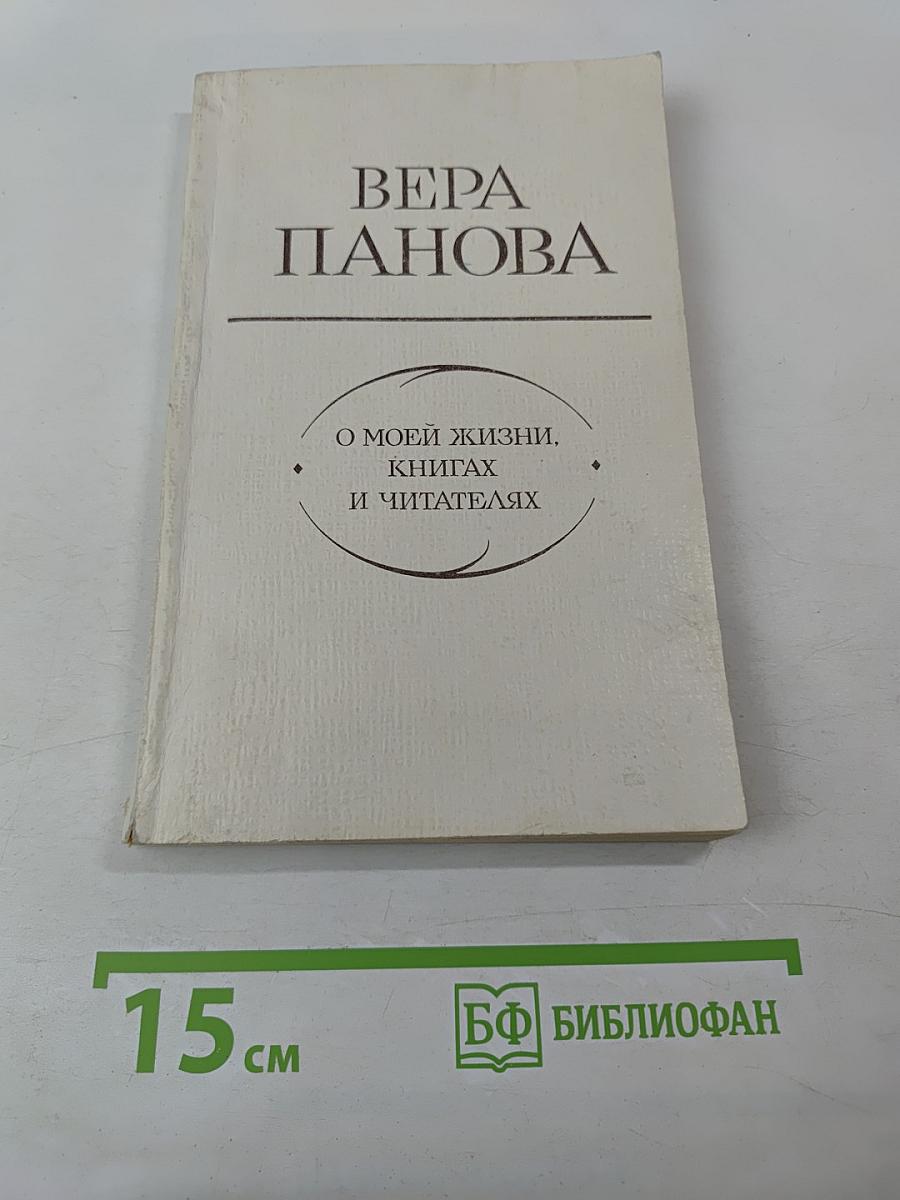 ВЕРА
ПАНОВА
О МОЕЙ ЖИЗНИ,
КНИГАХ
И ЧИТАТЕЛЯХ
15 см
БФ БИБЛИОФАН